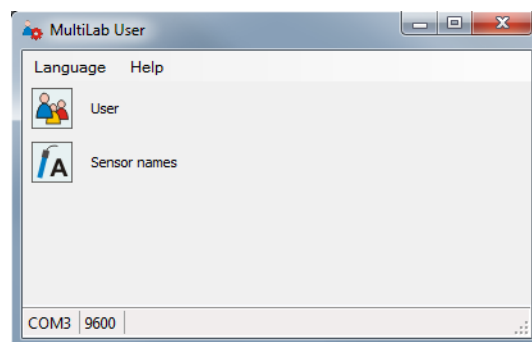 MultiLab User
Language Help
User
A
Sensor names
COM3 9600